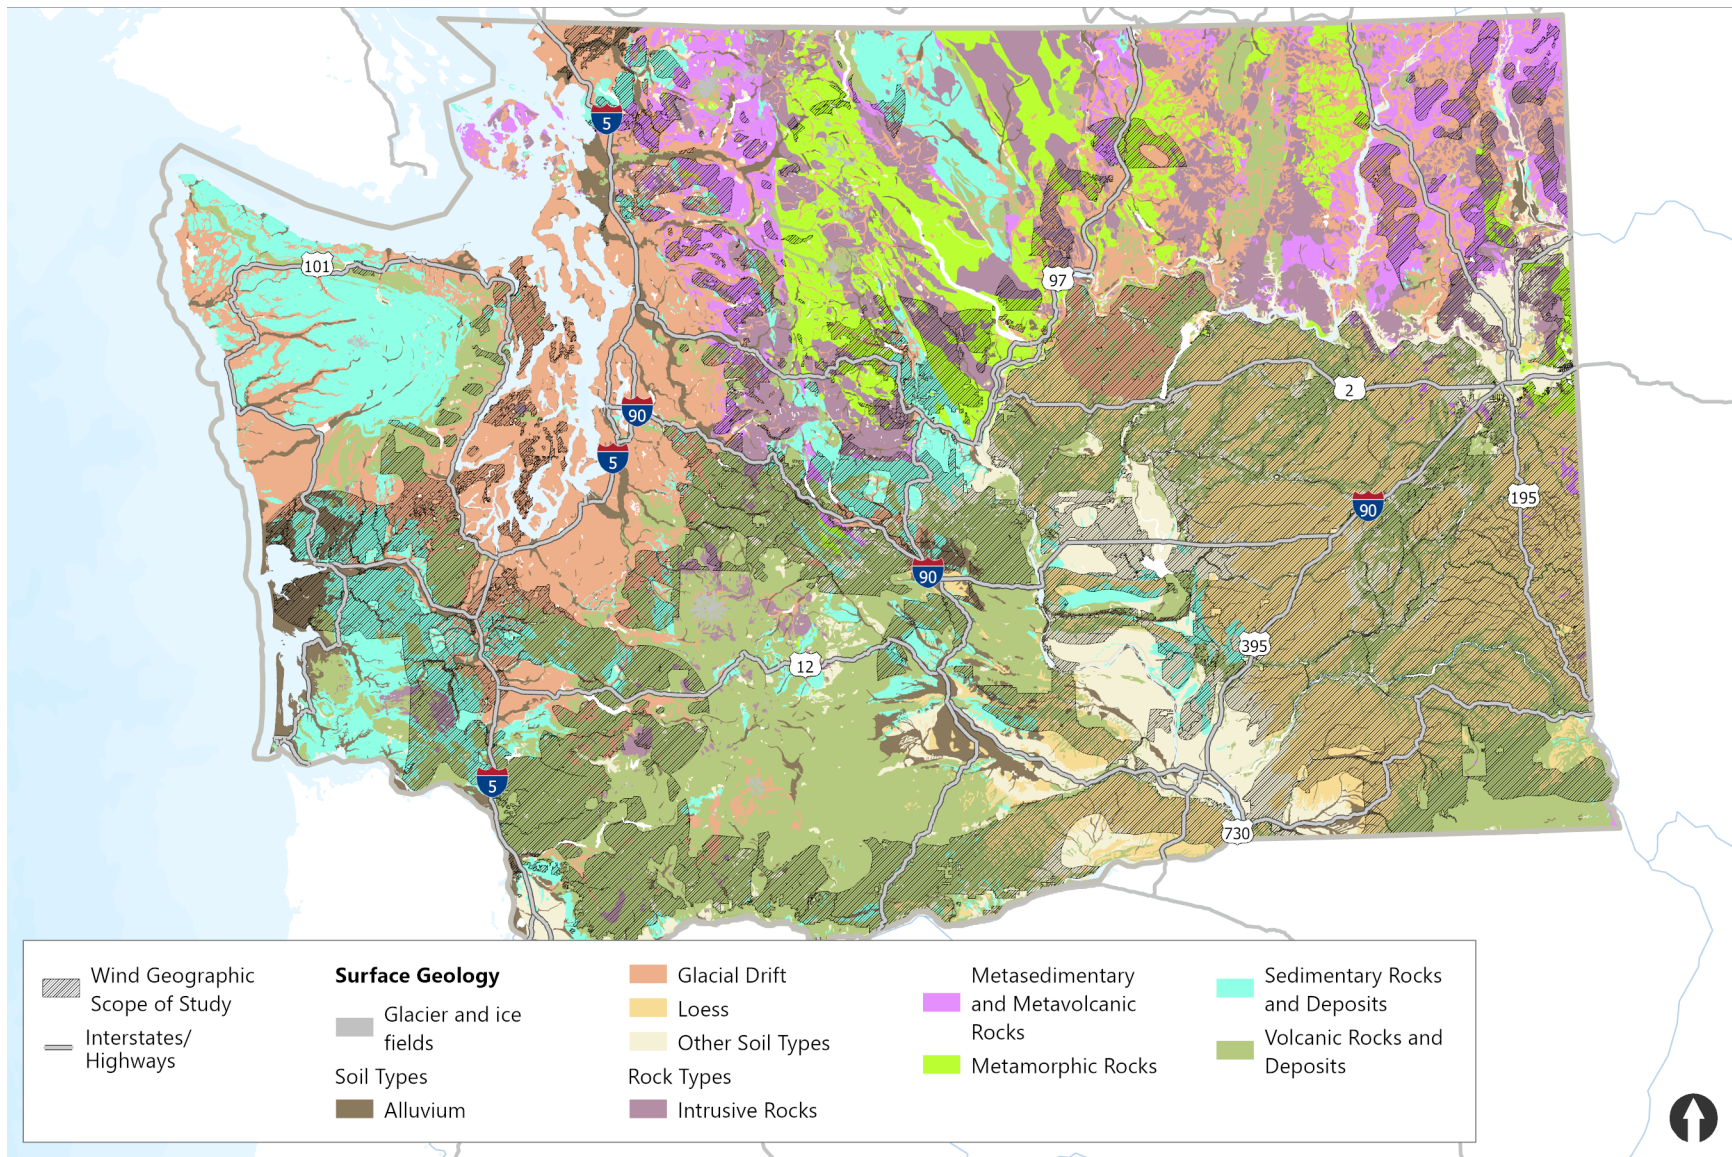 5
101
97
2
90
5
195
90
90
395
12
5
730
Wind Geographic
Scope of Study
Interstates/
Highways
Surface Geology
Glacier and ice
fields
Soil Types
Alluvium
Glacial Drift
Loess
Other Soil Types
Rock Types
Intrusive Rocks
Metasedimentary
and Metavolcanic
Rocks
Metamorphic Rocks
Sedimentary Rocks
and Deposits
Volcanic Rocks and
Deposits